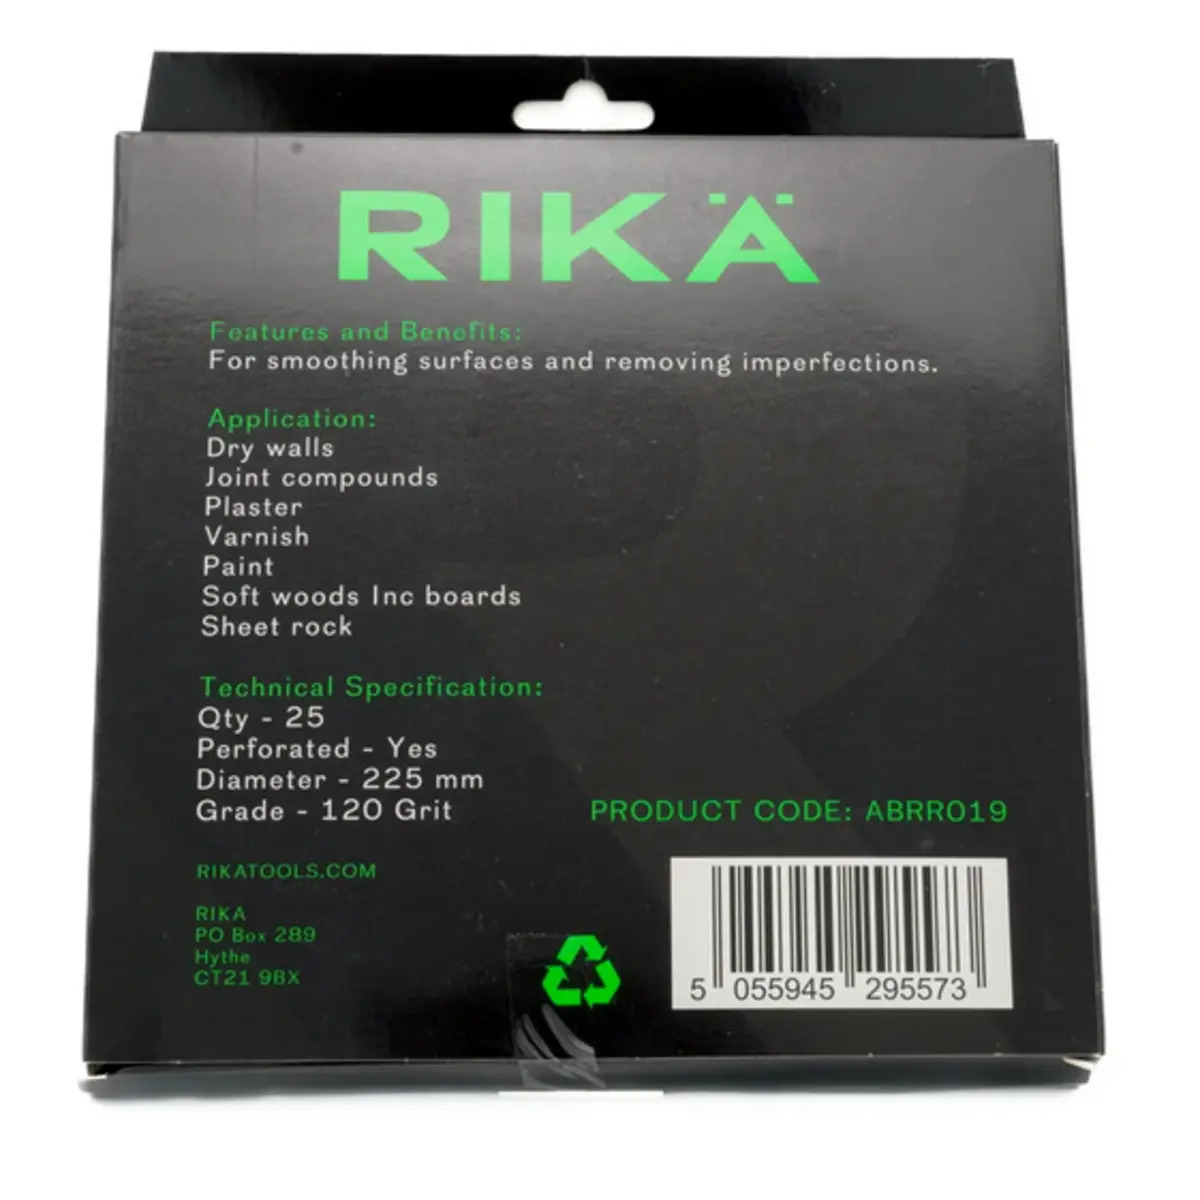 RIKÄ
Features and Benefits:
For smoothing surfaces and removing imperfections.
Application:
Dry walls
Joint compounds
Plaster
Varnish
Paint
Soft woods Inc boards
Sheet rock
Technical Specification:
Qty - 25
Perforated - Yes
Diameter - 225 mm
Grade - 120 Grit
PRODUCT CODE: ABRR019
RIKATOOLS.COM
RIKA
PO Box 289
Hythe
CT21 9BX
5 055945 295573